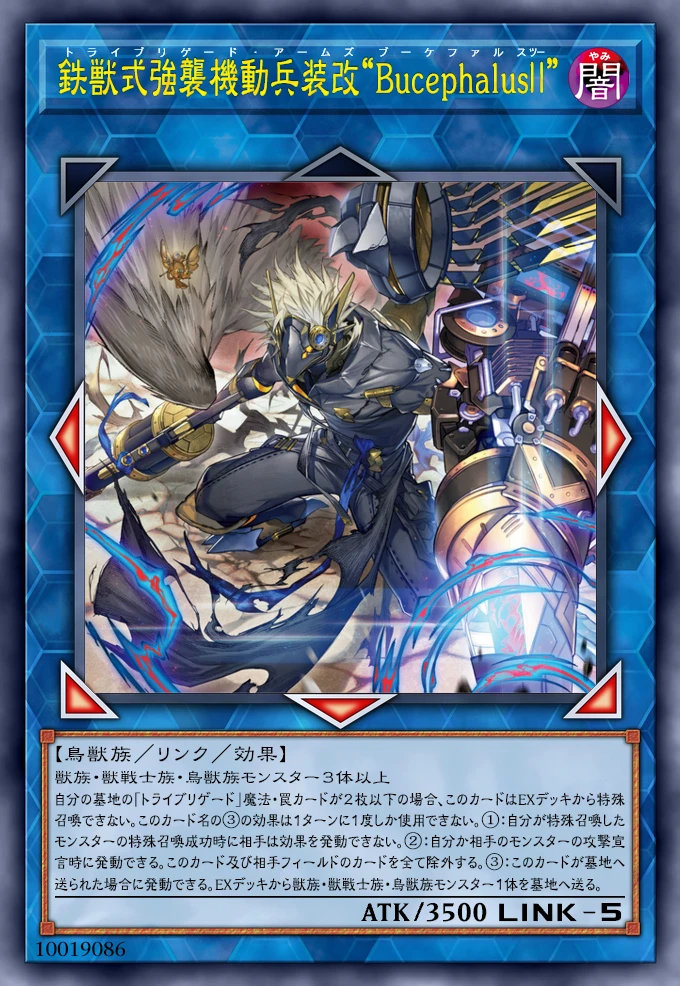 トライブリゲード・アームズ ブーケファルスツー
鉄獣式強襲機動兵装改“BucephalusII”
やみ
闇
【鳥獣族／リンク／効果】
獣族・獣戦士族・鳥獣族モンスター３体以上
自分の墓地の「トライブリゲード」魔法・罠カードが２枚以下の場合、このカードはEXデッキから特殊
召喚できない。このカード名の③の効果は１ターンに１度しか使用できない。①：自分が特殊召喚した
モンスターの特殊召喚成功時に相手は効果を発動できない。②：自分か相手のモンスターの攻撃宣
言時に発動できる。このカード及び相手フィールドのカードを全て除外する。③：このカードが墓地へ
送られた場合に発動できる。EXデッキから獣族・獣戦士族・鳥獣族モンスター１体を墓地へ送る。
ATK/3500 LINK-5
10019086